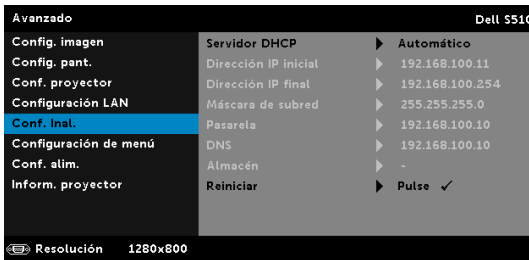 Avanzado Dell S510
Config. imagen
Config. pant.
Conf. proyector
Configuración LAN
Conf. Inal.
Configuración de menú
Conf. alim.
Inform. proyector
Servidor DHCP Automático
Dirección IP inicial 192.168.100.11
Dirección IP final 192.168.100.254
Máscara de subred 255.255.255.0
Pasarela 192.168.100.10
DNS 192.168.100.10
Almacén -
Reiniciar Pulse ✓
Resolución 1280x800